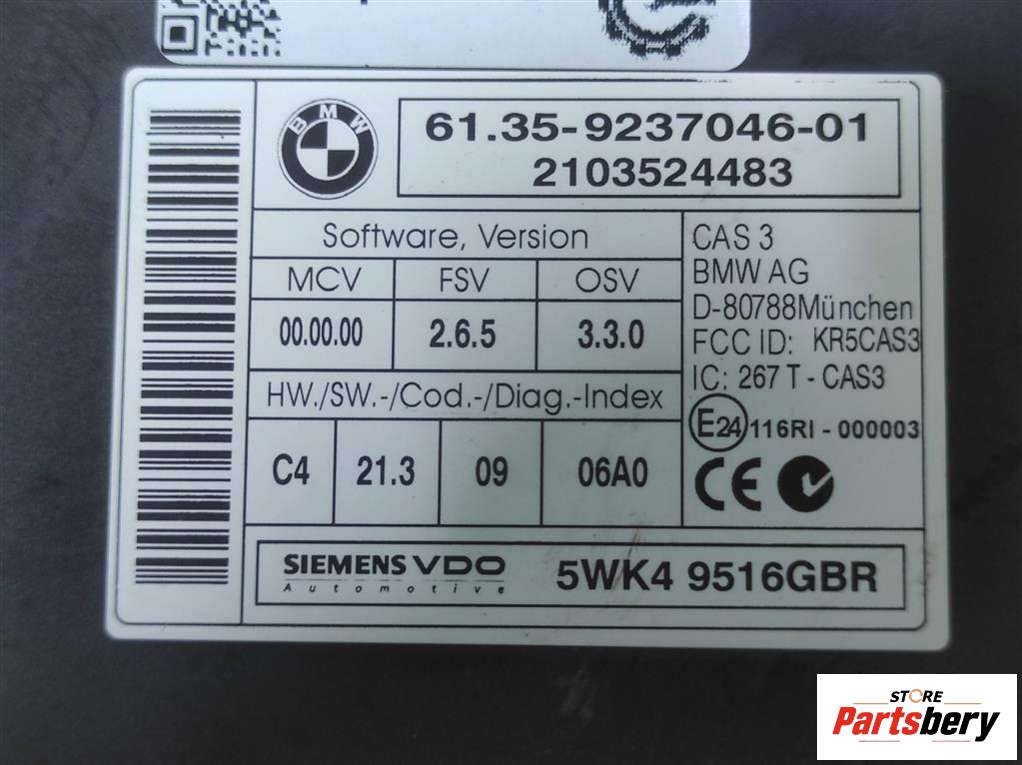 BMW
61.35-9237046-01
2103524483
Software, Version
MCV FSV OSV
00.00.00 2.6.5 3.3.0
HW./SW.-/Cod.-/Diag.-Index
C4 21.3 09 06A0
CAS 3
BMW AG
D-80788München
FCC ID: KR5CAS3
IC: 267 T - CAS3
E24 116RI - 000003
CE
SIEMENS VDO
Automotive
5WK4 9516GBR
STORE
Partsbery